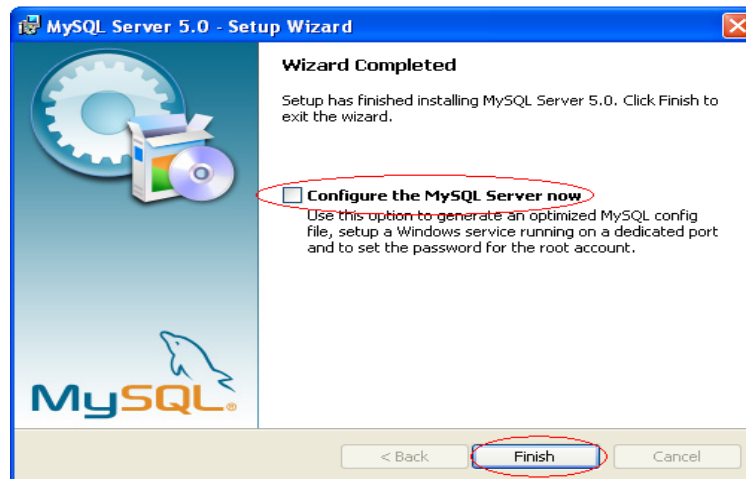 MySQL Server 5.0 - Setup Wizard
Wizard Completed
Setup has finished installing MySQL Server 5.0. Click Finish to
exit the wizard.
Configure the MySQL Server now
Use this option to generate an optimized MySQL config
file, setup a Windows service running on a dedicated port
and to set the password for the root account.
MySQL®
< Back Finish Cancel